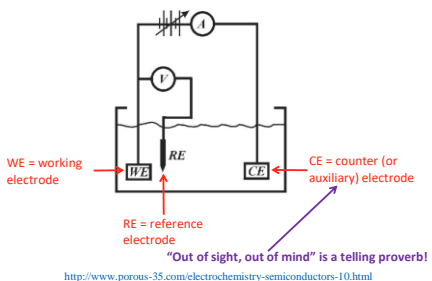 A
V
RE
WE = working
electrode
WE
CE
CE = counter (or
auxiliary) electrode
RE = reference
electrode
"Out of sight, out of mind" is a telling proverb!
http://www.porous-35.com/electrochemistry-semiconductors-10.html